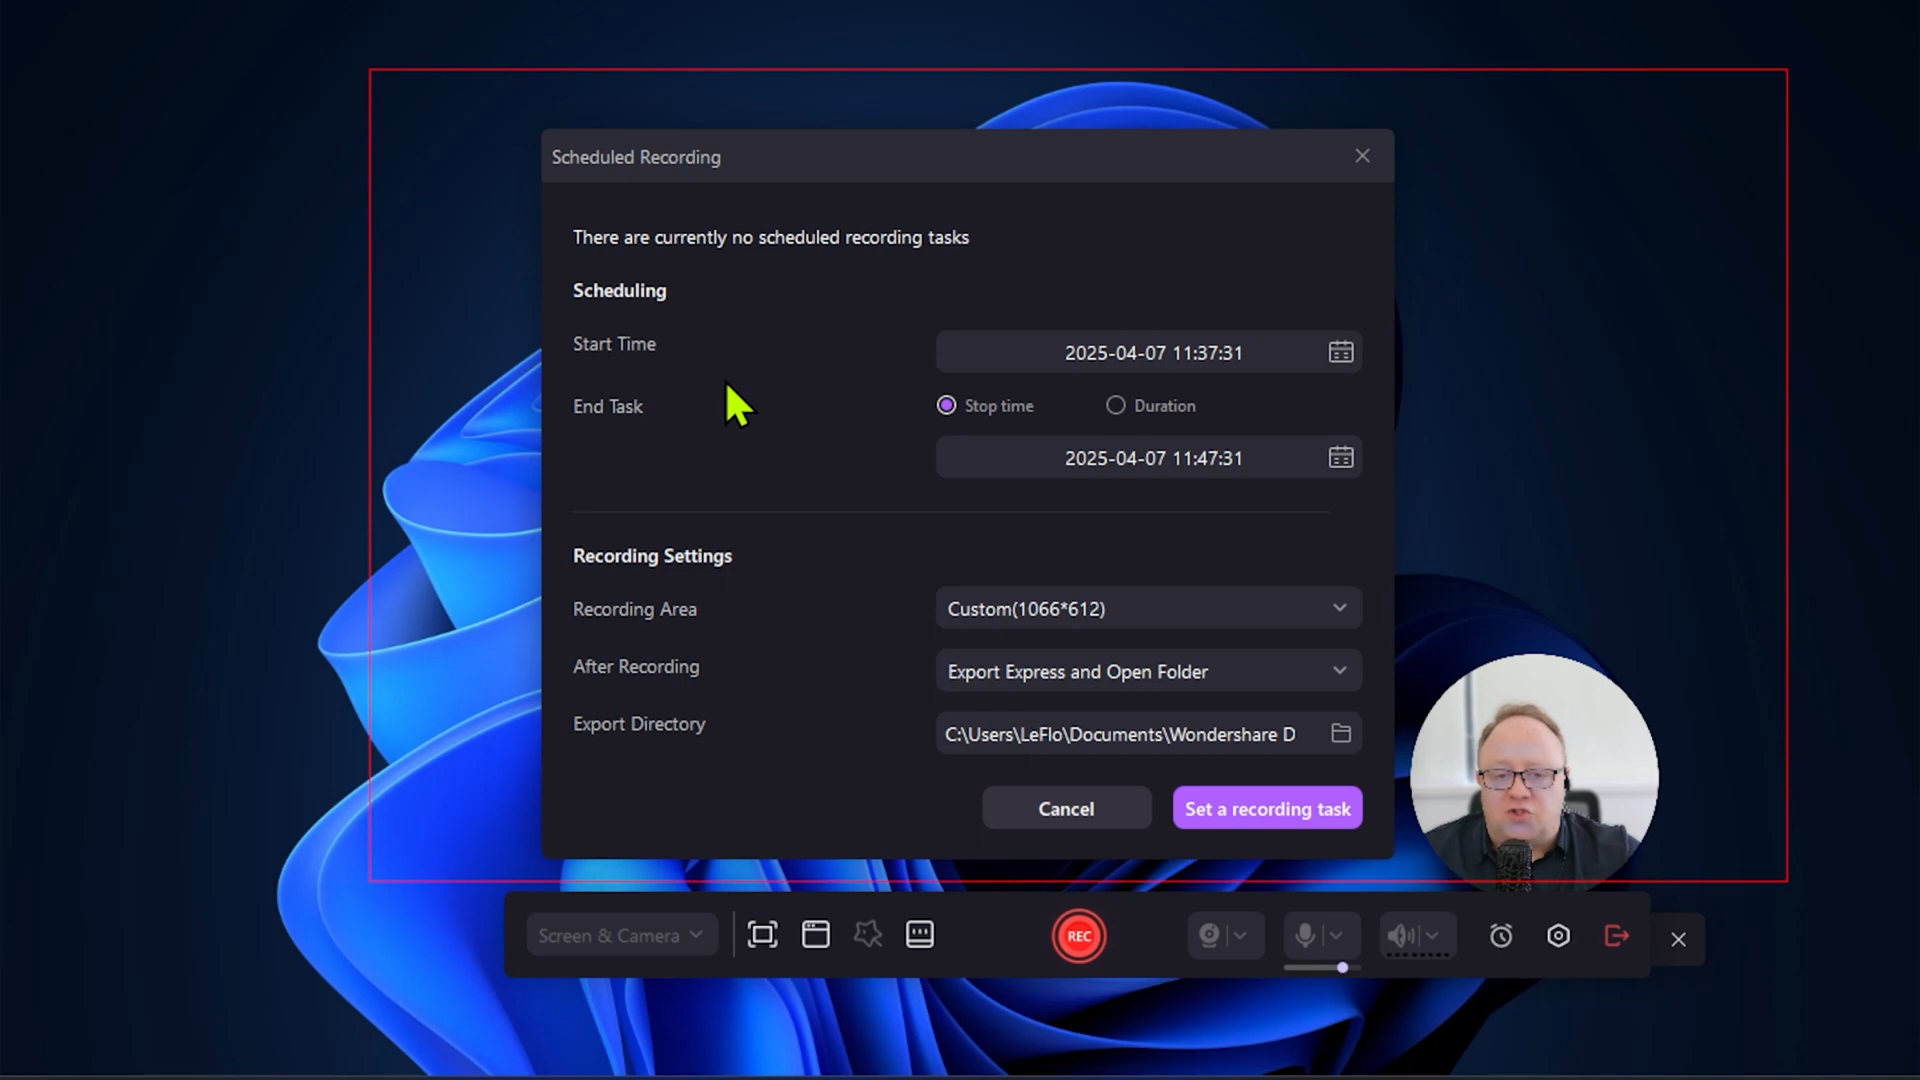 Scheduled Recording
There are currently no scheduled recording tasks
Scheduling
Start Time
2025-04-07 11:37:31
End Task
Stop time
Duration
2025-04-07 11:47:31
Recording Settings
Recording Area
Custom(1066*612)
After Recording
Export Express and Open Folder
Export Directory
C:\Users\LeFlo\Documents\Wondershare D
Cancel
Set a recording task
Screen & Camera
REC